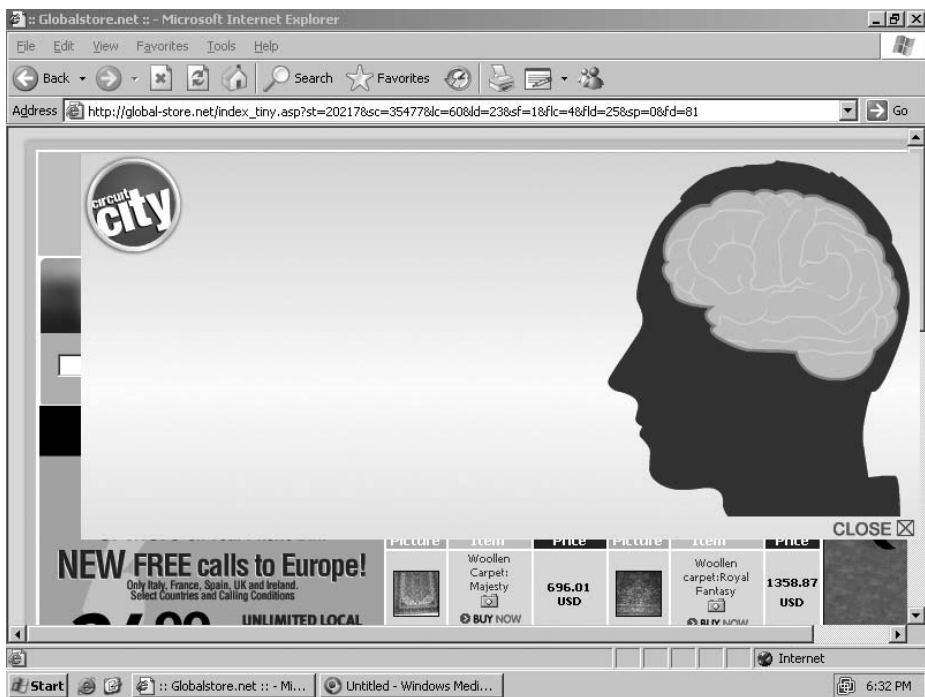 :: Globalstore.net :: - Microsoft Internet Explorer
File Edit View Favorites Tools Help
Back Search Favorites
Address http://global-store.net/index_tiny.asp?st=20217&sc=35477&lc=60&ld=23&sf=1&flc=4&fld=25&sp=0&fd=81 Go
circuit
city
CLOSE
Picture Item Price Picture Item Price
NEW FREE calls to Europe!
Only Italy, France, Spain, UK and Ireland.
Select Countries and Calling Conditions
UNLIMITED LOCAL
Woollen
Carpet:
Majesty
BUY NOW
696.01
USD
Woollen
carpet:Royal
Fantasy
BUY NOW
1358.87
USD
Internet
Start :: Globalstore.net :: - Mi... Untitled - Windows Medi... 6:32 PM